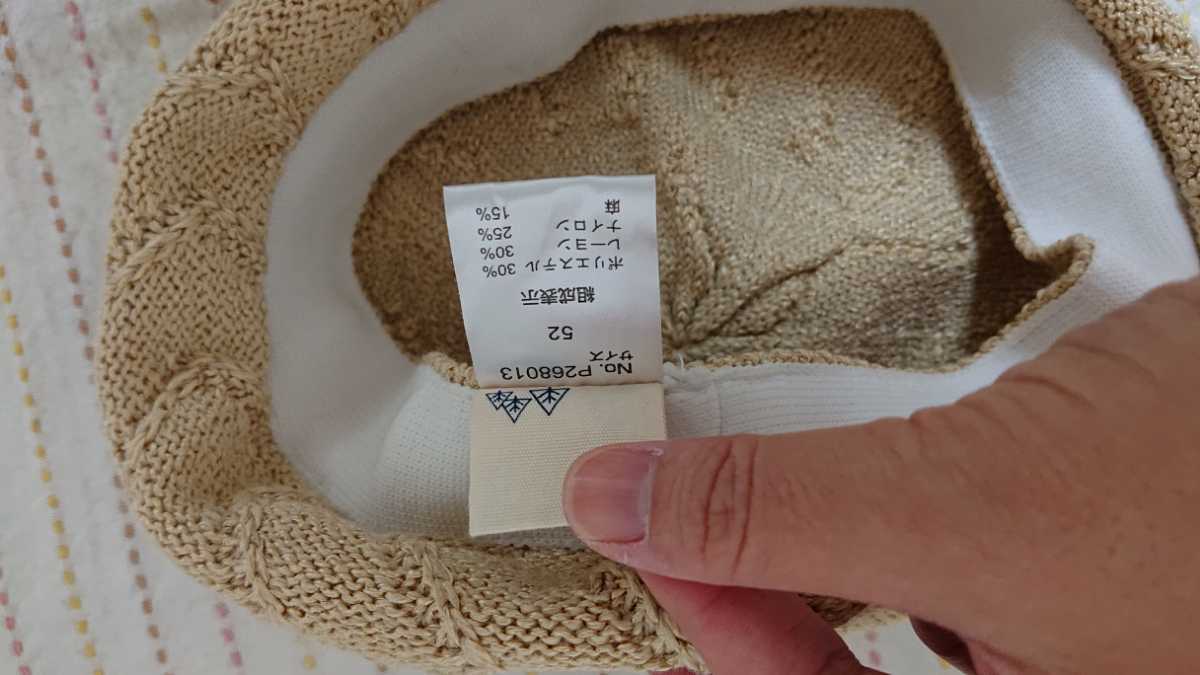 No. P268013
サイズ
52
組成表示
ポリエステル 30%
レーヨン 30%
ナイロン 25%
麻 15%